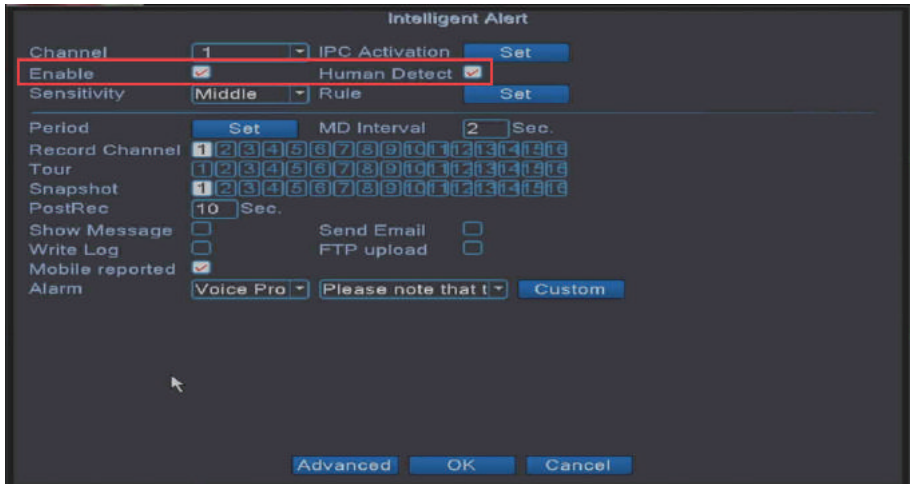 Intelligent Alert
Channel 1 IPC Activation Set
Enable Human Detect
Sensitivity Middle Rule Set
Period Set MD Interval 2 Sec.
Record Channel 1 2 3 4 5 6 7 8 9 10 11 12 13 14 15 16
Tour 1 2 3 4 5 6 7 8 9 10 11 12 13 14 15 16
Snapshot 1 2 3 4 5 6 7 8 9 10 11 12 13 14 15 16
PostRec 10 Sec.
Show Message Send Email
Write Log FTP upload
Mobile reported
Alarm Voice Pro Please note that t Custom
Advanced OK Cancel